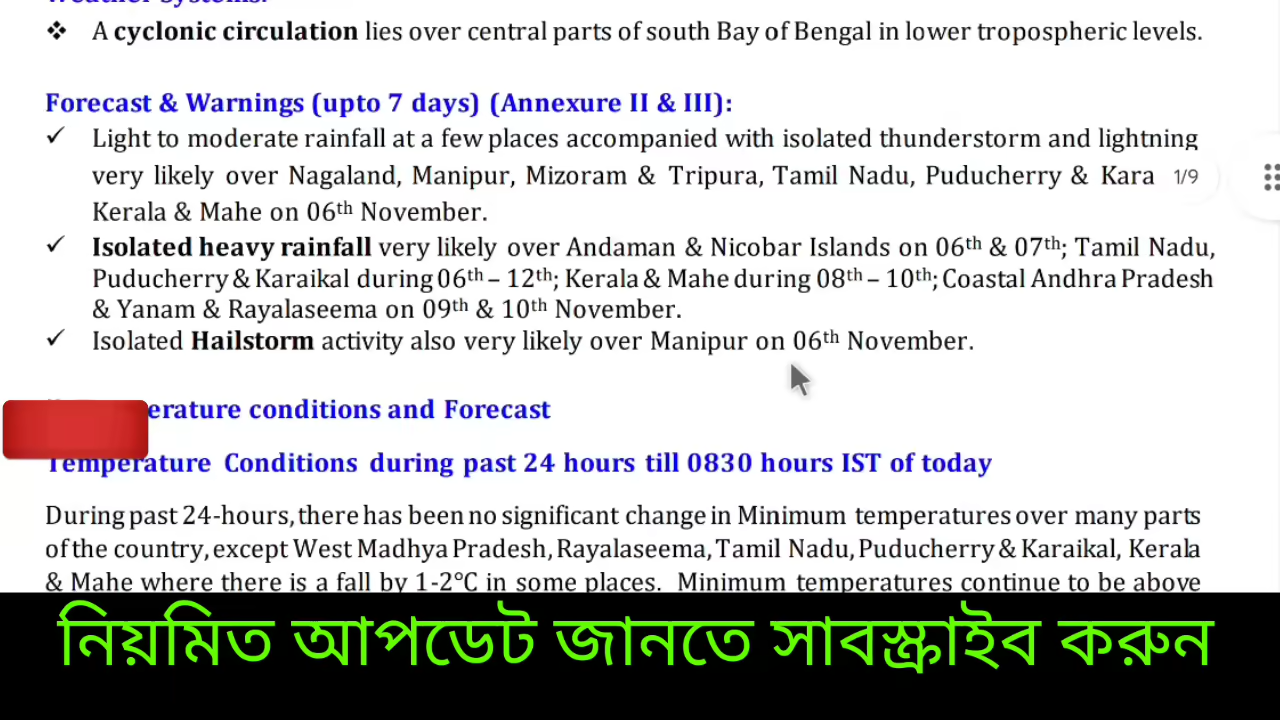 Weather Systems:
❖ A cyclonic circulation lies over central parts of south Bay of Bengal in lower tropospheric levels.
Forecast & Warnings (upto 7 days) (Annexure II & III):
✓ Light to moderate rainfall at a few places accompanied with isolated thunderstorm and lightning
very likely over Nagaland, Manipur, Mizoram & Tripura, Tamil Nadu, Puducherry & Kara 1/9
Kerala & Mahe on 06th November.
✓ Isolated heavy rainfall very likely over Andaman & Nicobar Islands on 06th & 07th; Tamil Nadu,
Puducherry & Karaikal during 06th – 12th; Kerala & Mahe during 08th – 10th; Coastal Andhra Pradesh
& Yanam & Rayalaseema on 09th & 10th November.
✓ Isolated Hailstorm activity also very likely over Manipur on 06th November.
erature conditions and Forecast
Temperature Conditions during past 24 hours till 0830 hours IST of today
During past 24-hours, there has been no significant change in Minimum temperatures over many parts
of the country, except West Madhya Pradesh, Rayalaseema, Tamil Nadu, Puducherry & Karaikal, Kerala
& Mahe where there is a fall by 1-2°C in some places. Minimum temperatures continue to be above
নিয়মিত আপডেট জানতে সাবস্ক্রাইব করুন